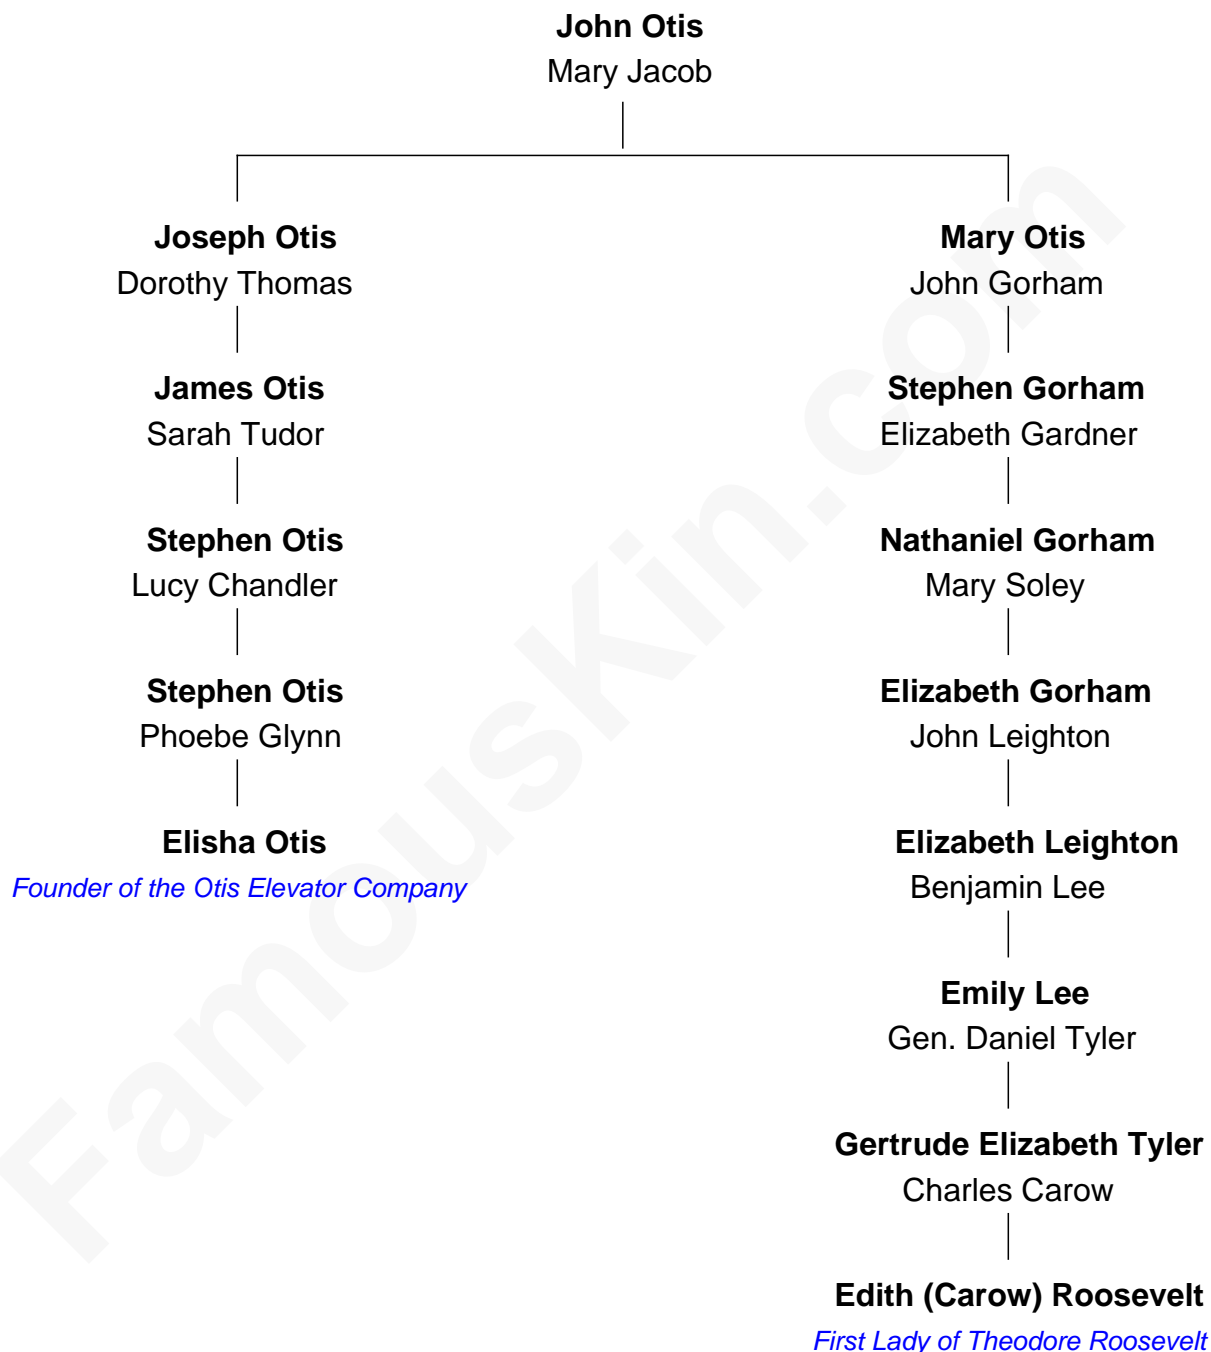 John Otis
Mary Jacob
Joseph Otis
Dorothy Thomas
James Otis
Sarah Tudor
Stephen Otis
Lucy Chandler
Stephen Otis
Phoebe Glynn
Elisha Otis
Founder of the Otis Elevator Company
Mary Otis
John Gorham
Stephen Gorham
Elizabeth Gardner
Nathaniel Gorham
Mary Soley
Elizabeth Gorham
John Leighton
Elizabeth Leighton
Benjamin Lee
Emily Lee
Gen. Daniel Tyler
Gertrude Elizabeth Tyler
Charles Carow
Edith (Carow) Roosevelt
First Lady of Theodore Roosevelt
FamousKin.com